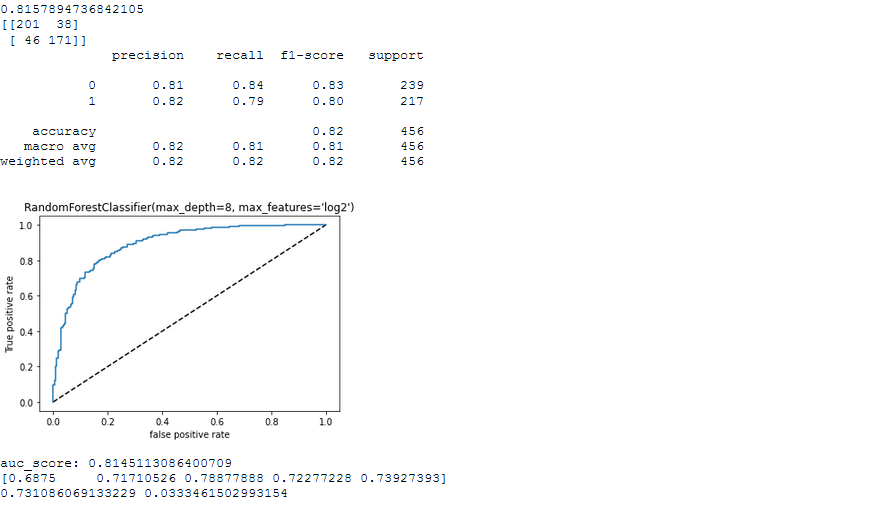 0.8157894736842105
[[201  38]
 [ 46 171]]
              precision    recall  f1-score   support

           0       0.81      0.84      0.83       239
           1       0.82      0.79      0.80       217

    accuracy                           0.82       456
   macro avg       0.82      0.81      0.81       456
weighted avg       0.82      0.82      0.82       456

RandomForestClassifier(max_depth=8, max_features='log2')
1.0
0.8
0.6
0.4
0.2
0.0
True positive rate
0.0 0.2 0.4 0.6 0.8 1.0
false positive rate
auc_score: 0.8145113086400709
[0.6875     0.71710526 0.78877888 0.72277228 0.73927393]
0.731086069133229 0.0333461502993154